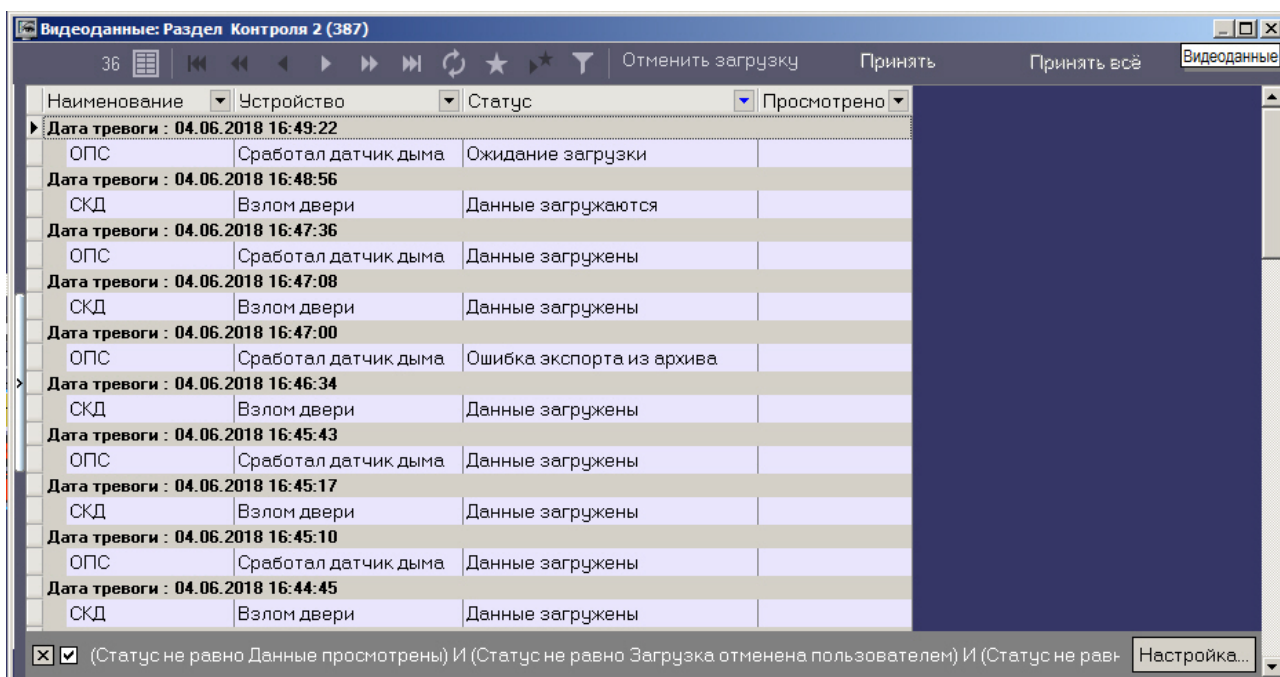 Видеоданные: Раздел Контроля 2 (387)
36 Отменить загрузку Принять Принять всё Видеоданные
Наименование Устройство Статус Просмотрено
Дата тревоги : 04.06.2018 16:49:22
ОПС Сработал датчик дыма Ожидание загрузки
Дата тревоги : 04.06.2018 16:48:56
СКД Взлом двери Данные загружаются
Дата тревоги : 04.06.2018 16:47:36
ОПС Сработал датчик дыма Данные загружены
Дата тревоги : 04.06.2018 16:47:08
СКД Взлом двери Данные загружены
Дата тревоги : 04.06.2018 16:47:00
ОПС Сработал датчик дыма Ошибка экспорта из архива
Дата тревоги : 04.06.2018 16:46:34
СКД Взлом двери Данные загружены
Дата тревоги : 04.06.2018 16:45:43
ОПС Сработал датчик дыма Данные загружены
Дата тревоги : 04.06.2018 16:45:17
СКД Взлом двери Данные загружены
Дата тревоги : 04.06.2018 16:45:10
ОПС Сработал датчик дыма Данные загружены
Дата тревоги : 04.06.2018 16:44:45
СКД Взлом двери Данные загружены
(Статус не равно Данные просмотрены) И (Статус не равно Загрузка отменена пользователем) И (Статус не равн Настройка...